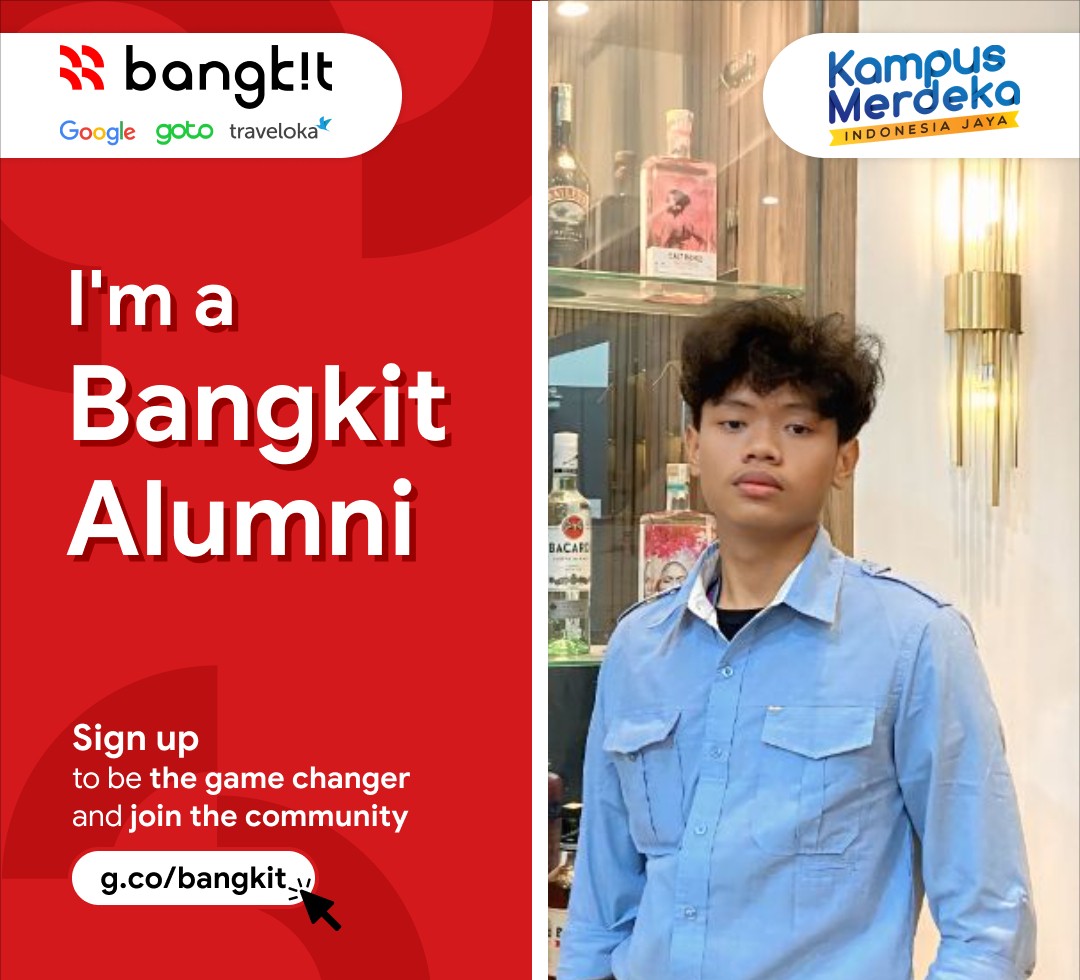 bangk!t
Google goto traveloka
Kampus
Merdeka
INDONESIA JAYA
I'm a
Bangkit
Alumni
Sign up
to be the game changer
and join the community
g.co/bangkit
BACARDI